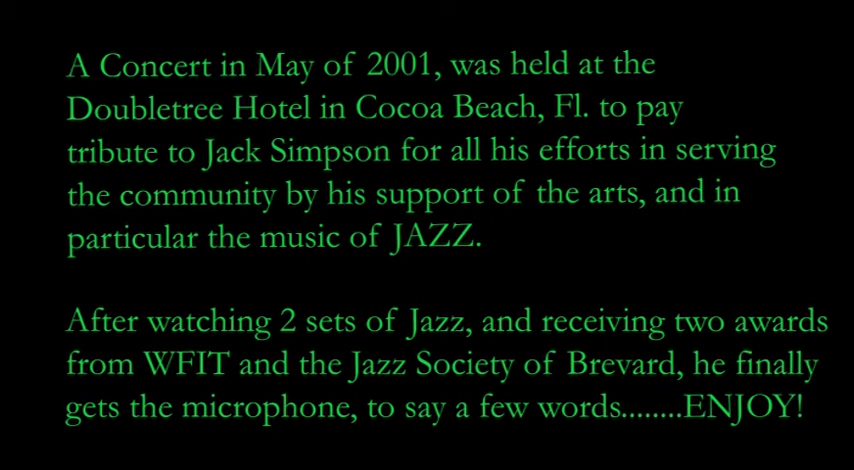 A Concert in May of 2001, was held at the
Doubletree Hotel in Cocoa Beach, Fl. to pay
tribute to Jack Simpson for all his efforts in serving
the community by his support of the arts, and in
particular the music of JAZZ.
After watching 2 sets of Jazz, and receiving two awards
from WFIT and the Jazz Society of Brevard, he finally
gets the microphone, to say a few words........ENJOY!